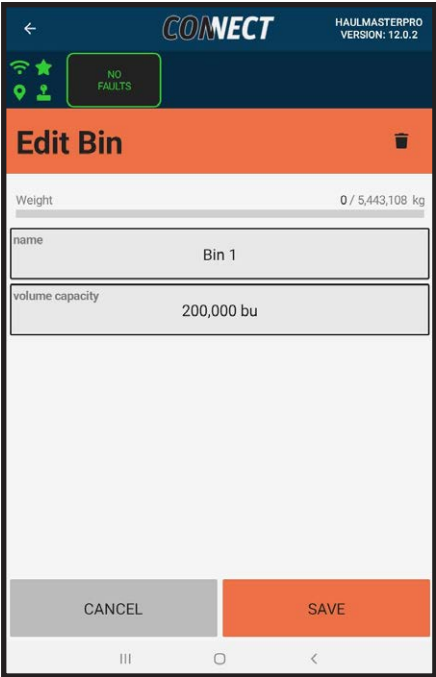 CONNECT
HAULMASTERPRO
VERSION: 12.0.2
NO
FAULTS
Edit Bin
Weight 0 / 5,443,108 kg
name
Bin 1
volume capacity
200,000 bu
CANCEL SAVE